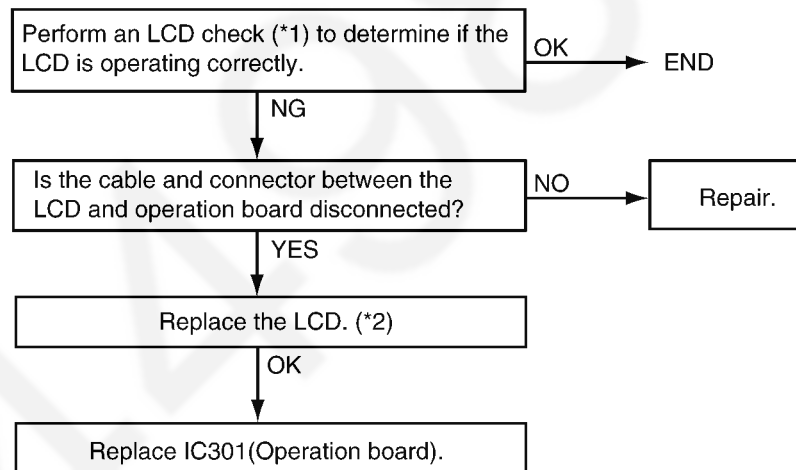 Perform an LCD check (*1) to determine if the
LCD is operating correctly.
OK
END
NG
Is the cable and connector between the
LCD and operation board disconnected?
NO
Repair.
YES
Replace the LCD. (*2)
OK
Replace IC301(Operation board).